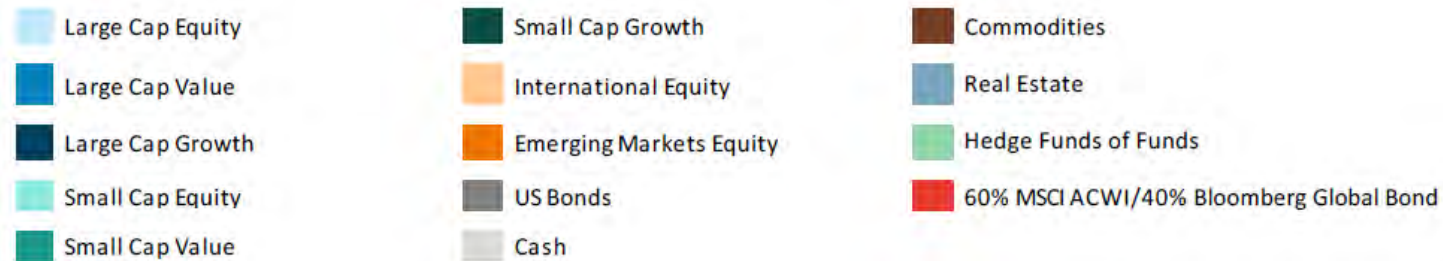 Large Cap Equity
Large Cap Value
Large Cap Growth
Small Cap Equity
Small Cap Value
Small Cap Growth
International Equity
Emerging Markets Equity
US Bonds
Cash
Commodities
Real Estate
Hedge Funds of Funds
60% MSCI ACWI/40% Bloomberg Global Bond